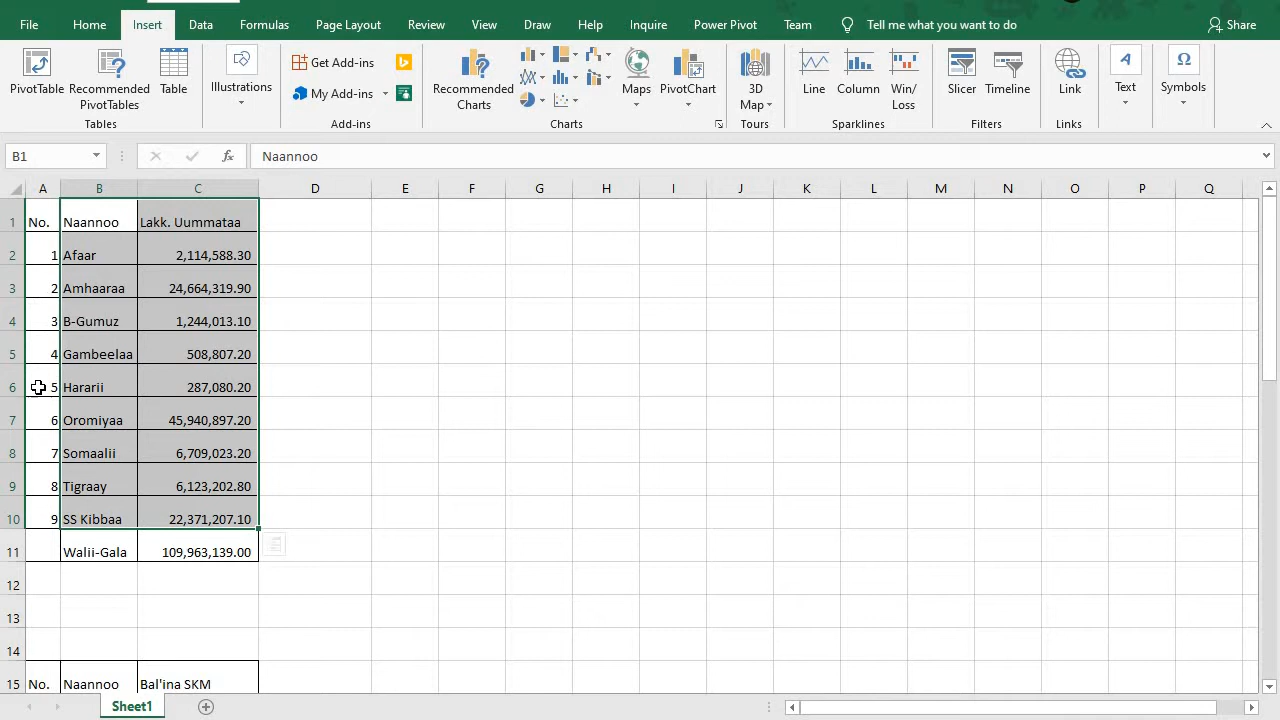 File Home Insert Data Formulas Page Layout Review View Draw Help Inquire Power Pivot Team Tell me what you want to do Share
PivotTable Recommended PivotTables Table Illustrations Get Add-ins My Add-ins Recommended Charts Maps PivotChart 3D Map Line Column Win/Loss Slicer Timeline Link Text Symbols
Tables Add-ins Charts Tours Sparklines Filters Links
B1 fx Naannoo
A B C D E F G H I J K L M N O P Q
1 No. Naannoo Lakk. Uummataa
2 1 Afaar 2,114,588.30
3 2 Amhaaraa 24,664,319.90
4 3 B-Gumuz 1,244,013.10
5 4 Gambeelaa 508,807.20
6 5 Hararii 287,080.20
7 6 Oromiyaa 45,940,897.20
8 7 Somaalii 6,709,023.20
9 8 Tigraay 6,123,202.80
10 9 SS Kibbaa 22,371,207.10
11 Walii-Gala 109,963,139.00
12
13
14
15 No. Naannoo Bal'ina SKM
Sheet1